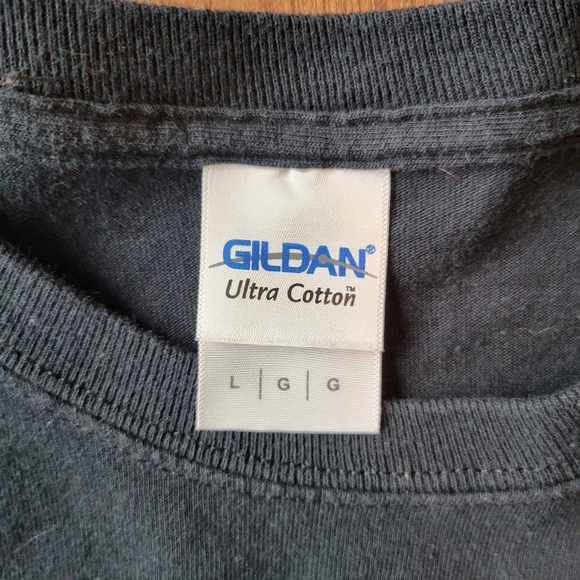 GILDAN®
Ultra Cotton™
L | G | G